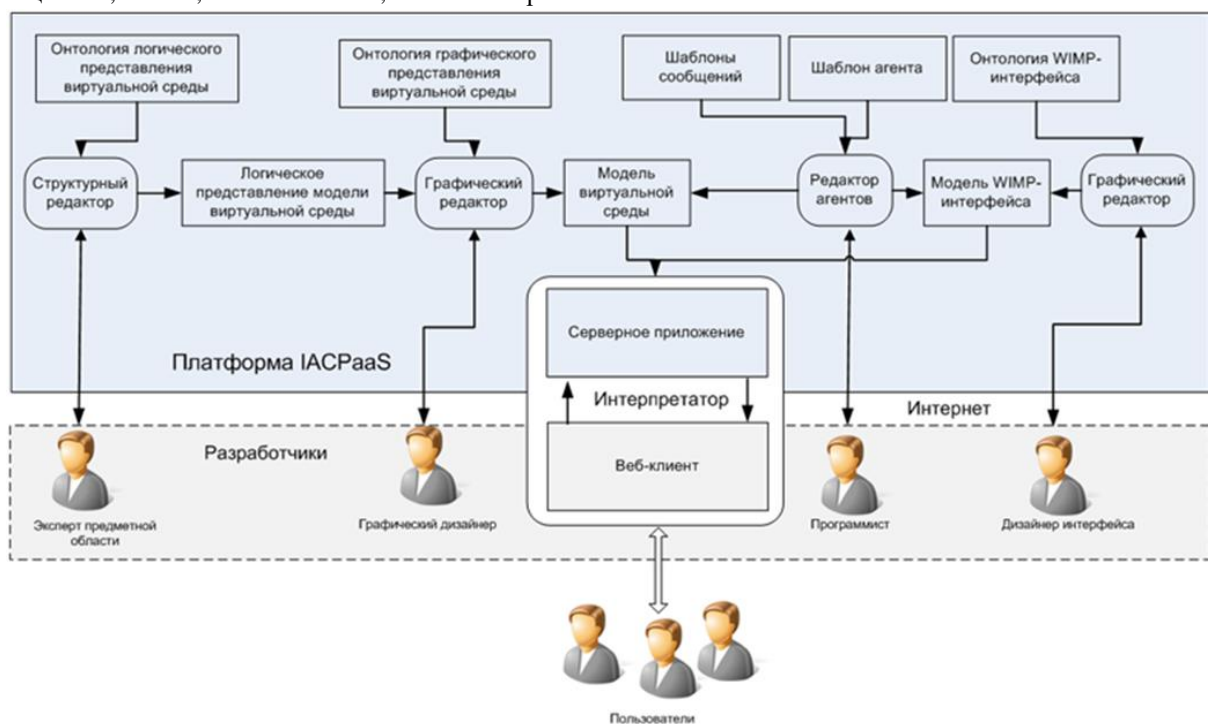 Онтология логического
представления
виртуальной среды
Онтология графического
представления
виртуальной среды
Шаблоны
сообщений
Шаблон агента
Онтология WIMP-
интерфейса
Структурный
редактор
Логическое
представление модели
виртуальной среды
Графический
редактор
Модель
виртуальной
среды
Редактор
агентов
Модель WIMP-
интерфейса
Графический
редактор
Серверное приложение
Платформа IACPaaS
Интерпретатор
Интернет
Разработчики
Веб-клиент
Эксперт предметной
области
Графический дизайнер
Программист
Дизайнер интерфейса
Пользователи